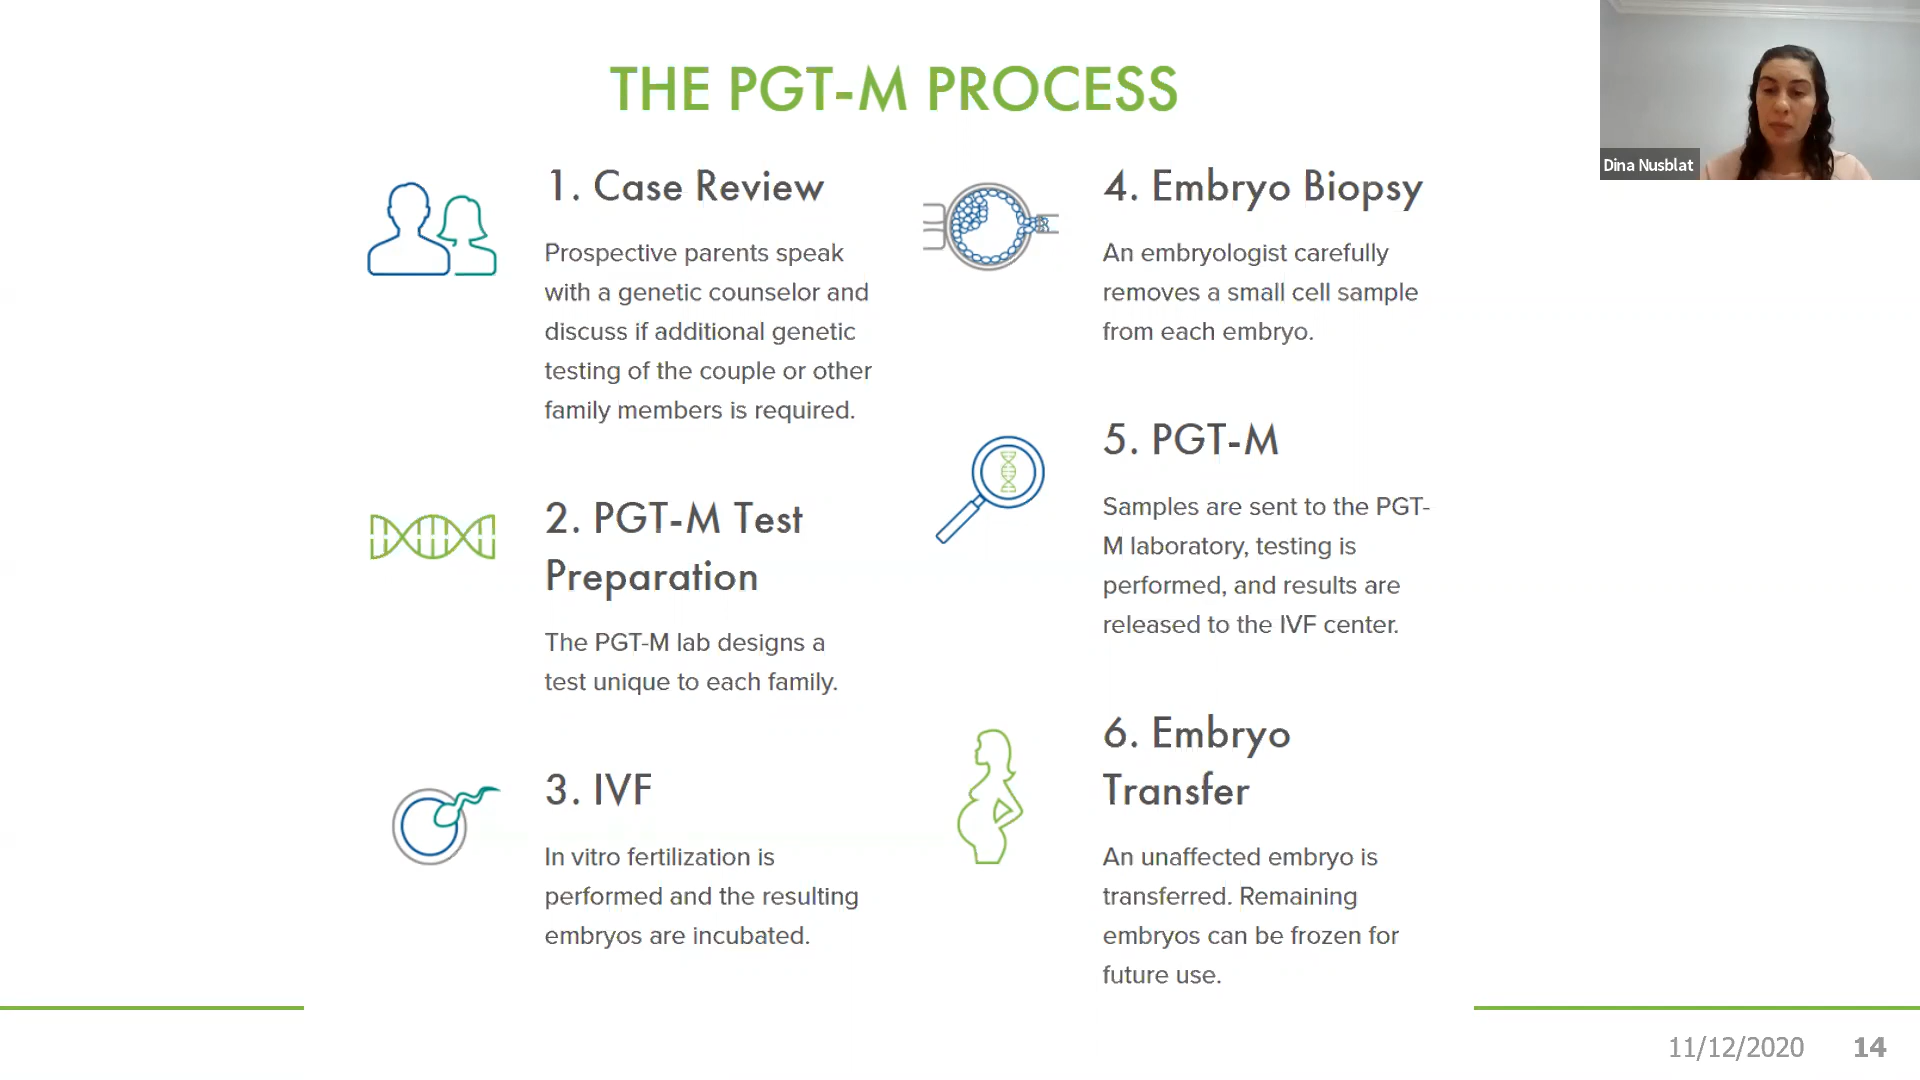 THE PGT-M PROCESS
1. Case Review
Prospective parents speak
with a genetic counselor and
discuss if additional genetic
testing of the couple or other
family members is required.
2. PGT-M Test
Preparation
The PGT-M lab designs a
test unique to each family.
3. IVF
In vitro fertilization is
performed and the resulting
embryos are incubated.
4. Embryo Biopsy
An embryologist carefully
removes a small cell sample
from each embryo.
5. PGT-M
Samples are sent to the PGT-
M laboratory, testing is
performed, and results are
released to the IVF center.
6. Embryo
Transfer
An unaffected embryo is
transferred. Remaining
embryos can be frozen for
future use.
Dina Nusblat
11/12/2020
14